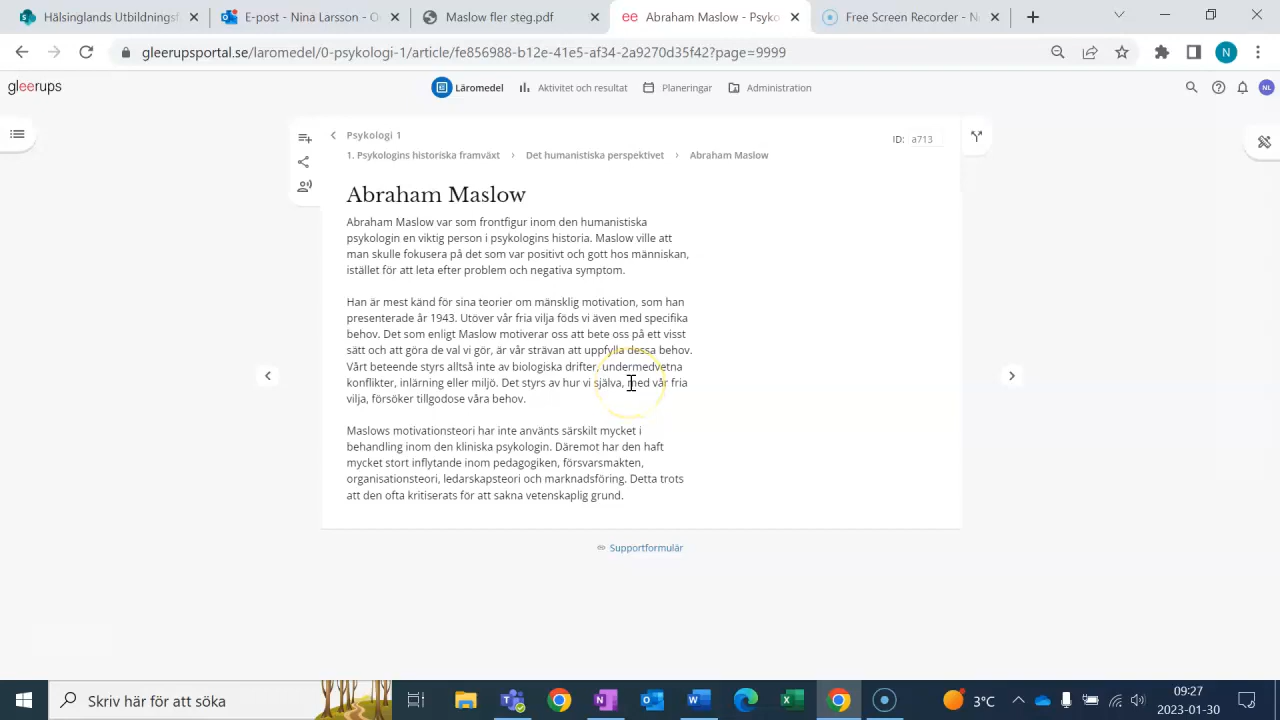 Hälsinglands Utbildningsf
E-post - Nina Larsson - O
Maslow fler steg.pdf
ee Abraham Maslow - Psyko
Free Screen Recorder - Na
gleerupsportal.se/laromedel/0-psykologi-1/article/fe856988-b12e-41e5-af34-2a9270d35f42?page=9999
N
gleerups
Läromedel
Aktivitet och resultat
Planeringar
Administration
NL
Psykologi 1
ID: a713
1. Psykologins historiska framväxt › Det humanistiska perspektivet › Abraham Maslow
Abraham Maslow
Abraham Maslow var som frontfigur inom den humanistiska
psykologin en viktig person i psykologins historia. Maslow ville att
man skulle fokusera på det som var positivt och gott hos människan,
istället för att leta efter problem och negativa symptom.
Han är mest känd för sina teorier om mänsklig motivation, som han
presenterade år 1943. Utöver vår fria vilja föds vi även med specifika
behov. Det som enligt Maslow motiverar oss att bete oss på ett visst
sätt och att göra de val vi gör, är vår strävan att uppfylla dessa behov.
Vårt beteende styrs alltså inte av biologiska drifter, undermedvetna
konflikter, inlärning eller miljö. Det styrs av hur vi själva, med vår fria
vilja, försöker tillgodose våra behov.
Maslows motivationsteori har inte använts särskilt mycket i
behandling inom den kliniska psykologin. Däremot har den haft
mycket stort inflytande inom pedagogiken, försvarsmakten,
organisationsteori, ledarskapsteori och marknadsföring. Detta trots
att den ofta kritiserats för att sakna vetenskaplig grund.
Supportformulär
Skriv här för att söka
3°C
09:27
2023-01-30